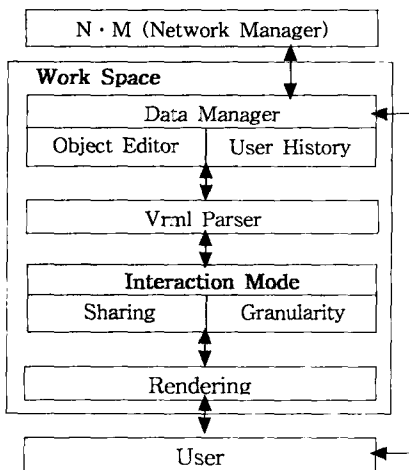 N · M (Network Manager)
Work Space
Data Manager
Object Editor User History
Vrml Parser
Interaction Mode
Sharing Granularity
Rendering
User